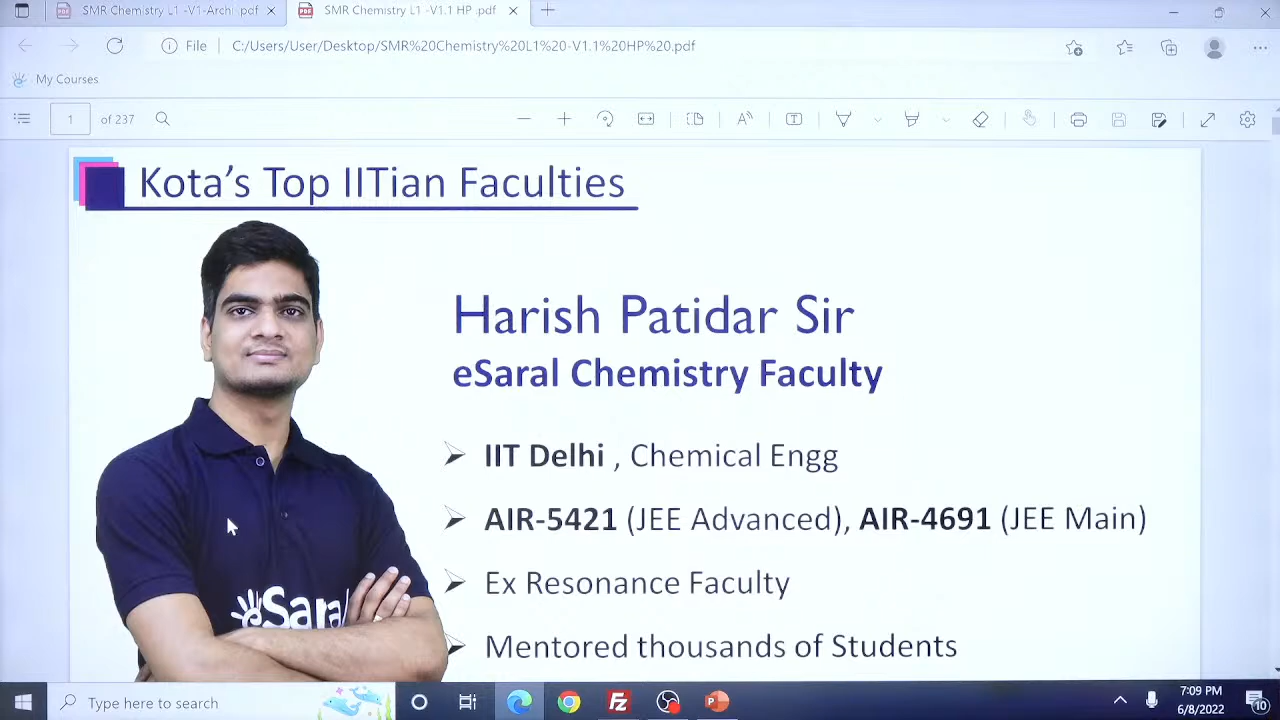 SMR Chemistry L1 -V1-Archi .pdf
SMR Chemistry L1 -V1.1 HP .pdf
File
C:/Users/User/Desktop/SMR%20Chemistry%20L1%20-V1.1%20HP%20.pdf
My Courses
1 of 237
Kota's Top IITian Faculties
Harish Patidar Sir
eSaral Chemistry Faculty
IIT Delhi , Chemical Engg
AIR-5421 (JEE Advanced), AIR-4691 (JEE Main)
Ex Resonance Faculty
eSaral
Mentored thousands of Students
Type here to search
7:09 PM
6/8/2022
10